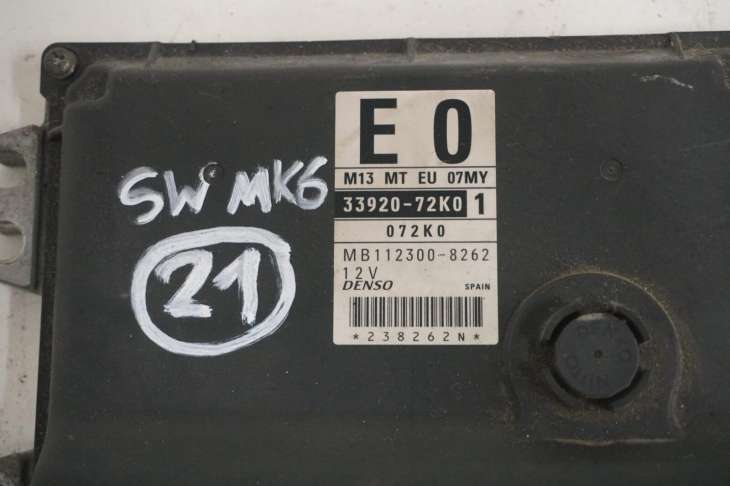 SW MK6
21
E 0
M13 MT EU 07MY
33920-72K0 1
072K0
MB112300-8262
12V
DENSO SPAIN
*238262N*